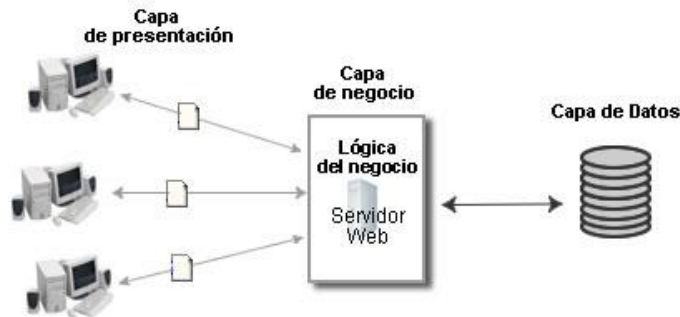 Capa
de presentación
Capa
de negocio
Lógica
del negocio
Servidor
Web
Capa de Datos